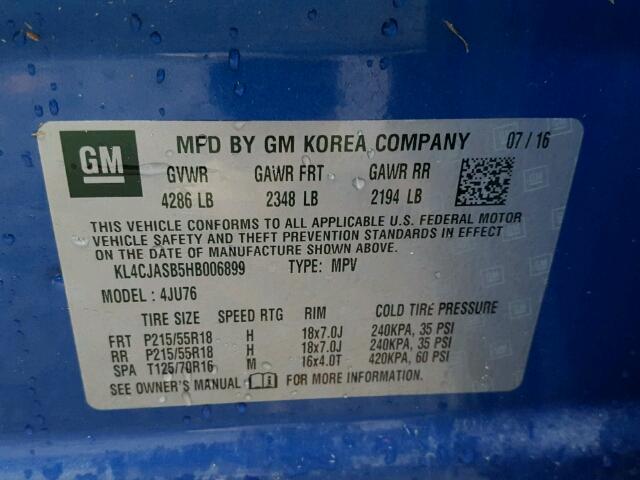 GM
MFD BY GM KOREA COMPANY 07 / 16
GVWR GAWR FRT GAWR RR
4286 LB 2348 LB 2194 LB
THIS VEHICLE CONFORMS TO ALL APPLICABLE U.S. FEDERAL MOTOR
VEHICLE SAFETY AND THEFT PREVENTION STANDARDS IN EFFECT
ON THE DATE OF MANUFACTURE SHOWN ABOVE.
KL4CJASB5HB006899 TYPE: MPV
MODEL : 4JU76
TIRE SIZE SPEED RTG RIM COLD TIRE PRESSURE
FRT P215/55R18 H 18x7.0J 240KPA, 35 PSI
RR P215/55R18 H 18x7.0J 240KPA, 35 PSI
SPA T125/70R16 M 16x4.0T 420KPA, 60 PSI
SEE OWNER'S MANUAL FOR MORE INFORMATION.